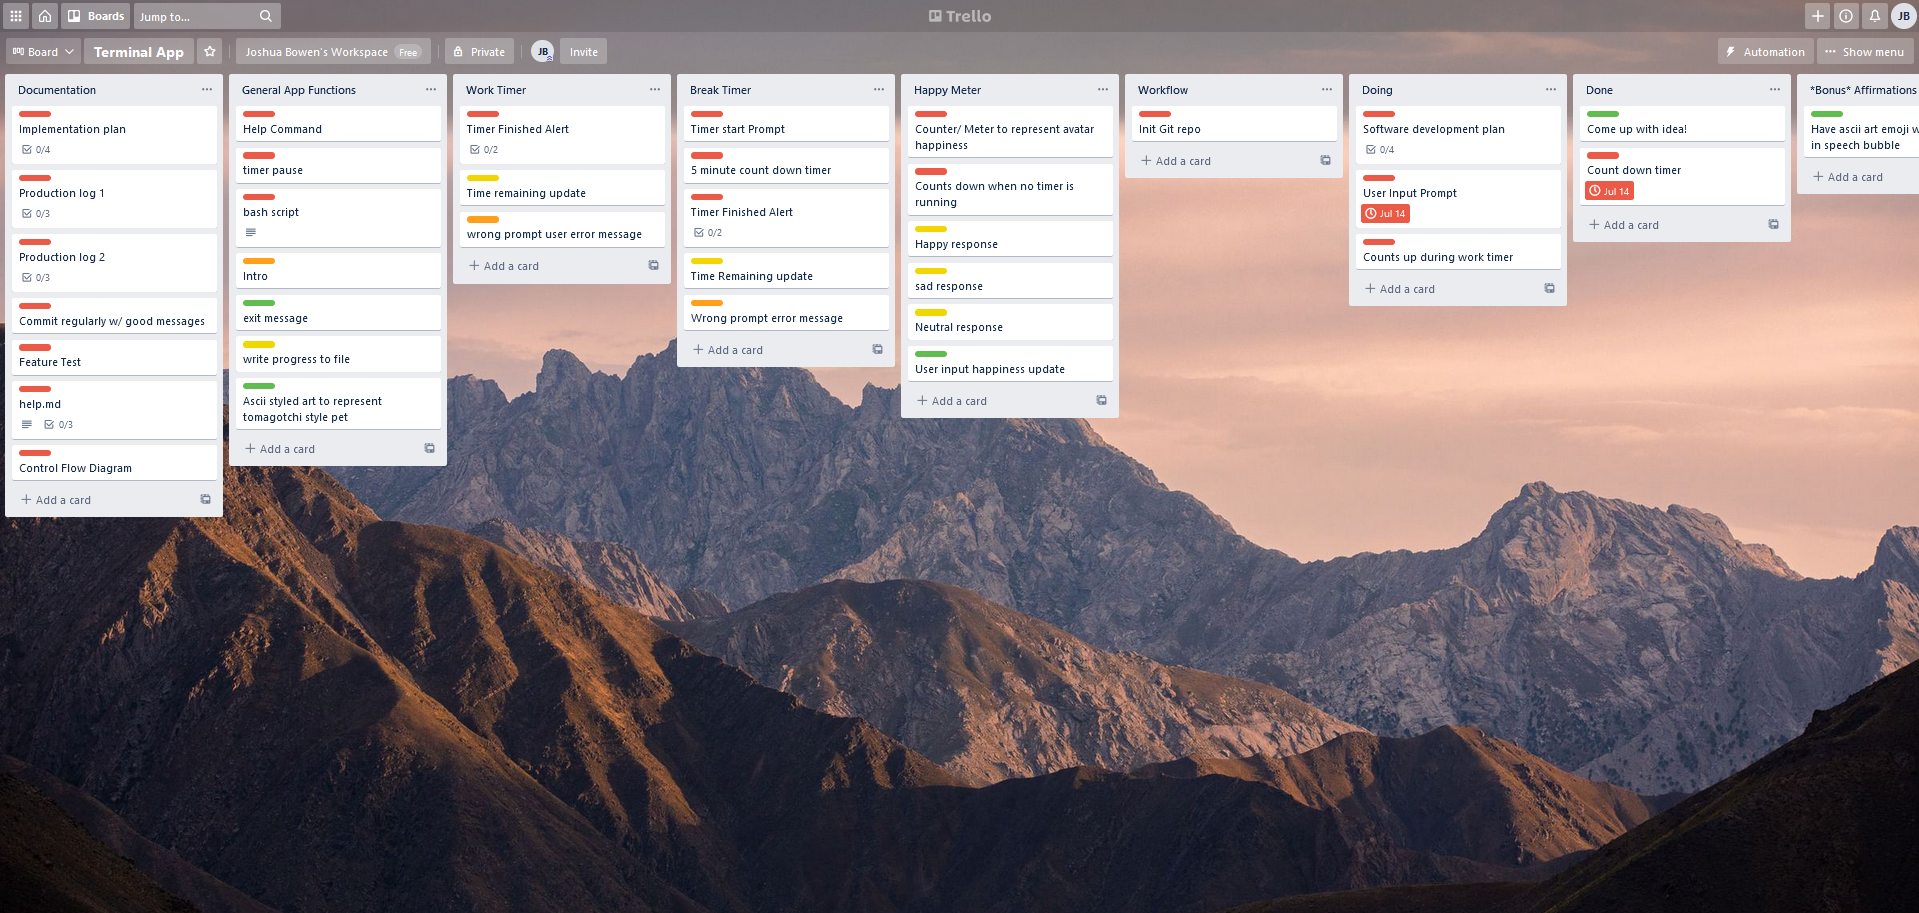 Boards
Jump to...
Trello
JB
Board
Terminal App
Joshua Bowen's Workspace
Free
Private
JB
Invite
Automation
Show menu
Documentation
Implementation plan
0/4
Production log 1
0/3
Production log 2
0/3
Commit regularly w/ good messages
Feature Test
help.md
0/3
Control Flow Diagram
Add a card
General App Functions
Help Command
timer pause
bash script
Intro
exit message
write progress to file
Ascii styled art to represent
tomagotchi style pet
Add a card
Work Timer
Timer Finished Alert
0/2
Time remaining update
wrong prompt user error message
Add a card
Break Timer
Timer start Prompt
5 minute count down timer
Timer Finished Alert
0/2
Time Remaining update
Wrong prompt error message
Add a card
Happy Meter
Counter/ Meter to represent avatar
happiness
Counts down when no timer is
running
Happy response
sad response
Neutral response
User input happiness update
Add a card
Workflow
Init Git repo
Add a card
Doing
Software development plan
0/4
User Input Prompt
Jul 14
Counts up during work timer
Add a card
Done
Come up with idea!
Count down timer
Jul 14
Add a card
*Bonus* Affirmations
Have ascii art emoji w
in speech bubble
Add a card